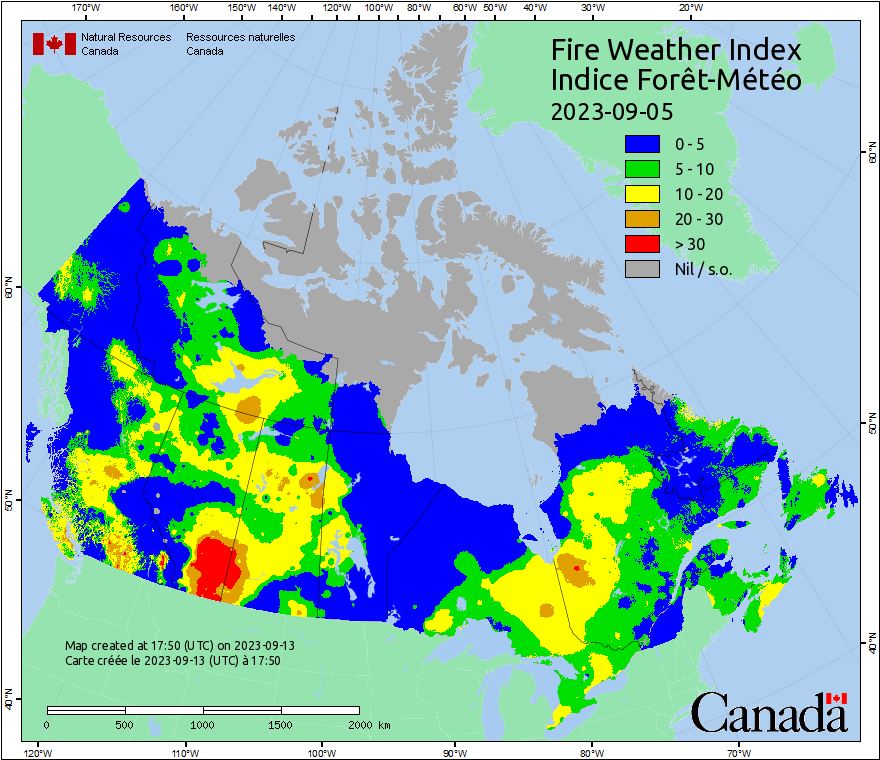 170°W 160°W 150°W 140°W 120°W 100°W 80°W 60°W 50°W 40°W 30°W 20°W
Natural Resources Ressources naturelles
Canada Canada
Fire Weather Index
Indice Forêt-Météo
2023-09-05
0 - 5
5 - 10
10 - 20
20 - 30
> 30
Nil / s.o.
60°N
60°N
50°N
50°N
40°N
40°N
Map created at 17:50 (UTC) on 2023-09-13
Carte créée le 2023-09-13 (UTC) à 17:50
0 500 1000 1500 2000 km
Canada
120°W 110°W 100°W 90°W 80°W 70°W